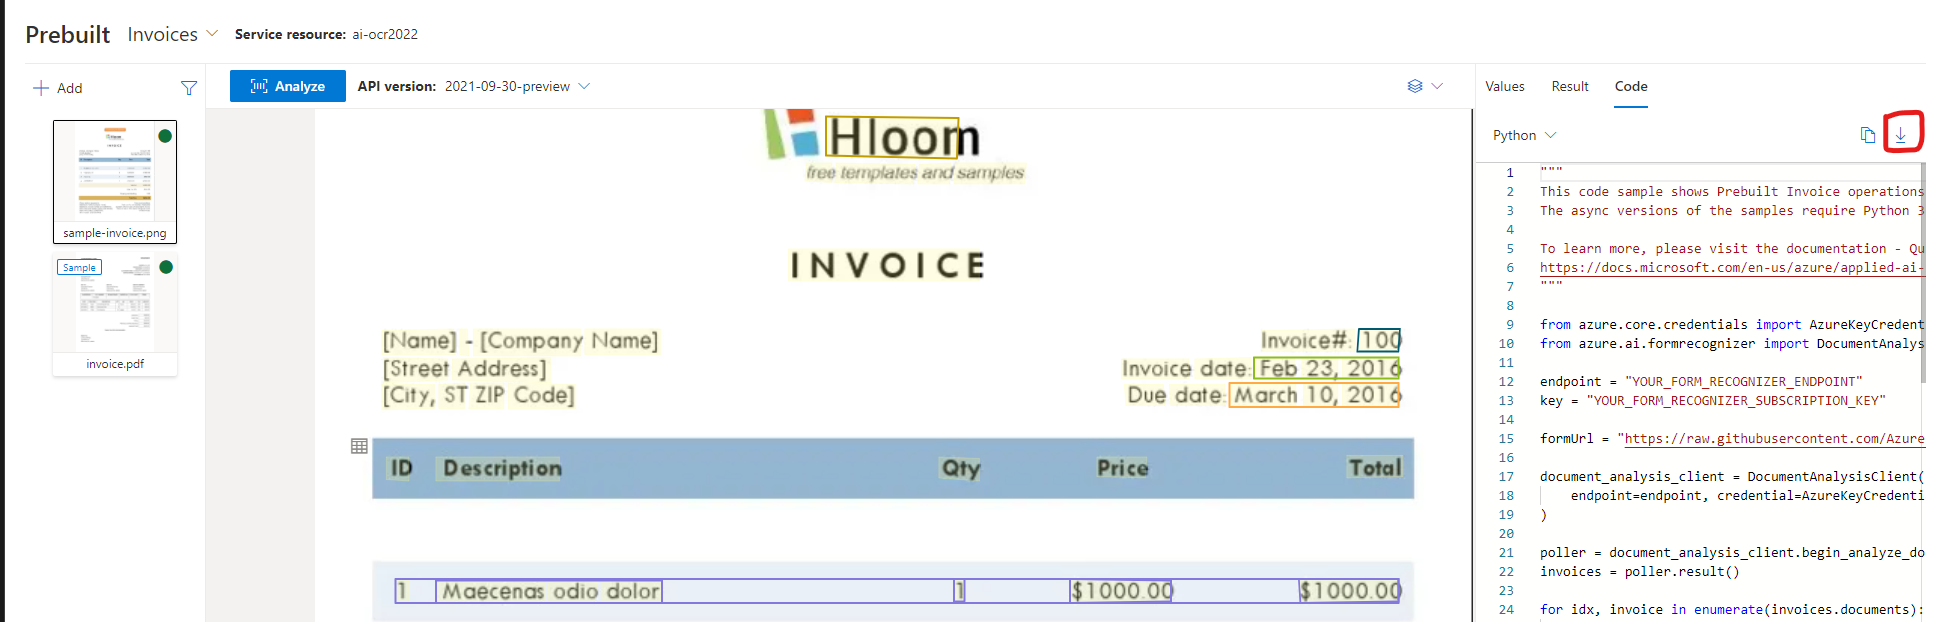 Prebuilt Invoices Service resource: ai-ocr2022
Add
Analyze API version: 2021-09-30-preview
sample-invoice.png
Sample
invoice.pdf
Hloom
free templates and samples
INVOICE
[Name] - [Company Name]
[Street Address]
[City, ST ZIP Code]
Invoice#: 100
Invoice date: Feb 23, 2016
Due date: March 10, 2016
ID Description Qty Price Total
1 Maecenas odio dolor 1 $1000.00 $1000.00
Values Result Code
Python
1 """
2 This code sample shows Prebuilt Invoice operations
3 The async versions of the samples require Python 3
4
5 To learn more, please visit the documentation - Qu
6 https://docs.microsoft.com/en-us/azure/applied-ai-
7 """
8
9 from azure.core.credentials import AzureKeyCredent
10 from azure.ai.formrecognizer import DocumentAnalys
11
12 endpoint = "YOUR_FORM_RECOGNIZER_ENDPOINT"
13 key = "YOUR_FORM_RECOGNIZER_SUBSCRIPTION_KEY"
14
15 formUrl = "https://raw.githubusercontent.com/Azure
16
17 document_analysis_client = DocumentAnalysisClient(
18 endpoint=endpoint, credential=AzureKeyCredenti
19 )
20
21 poller = document_analysis_client.begin_analyze_do
22 invoices = poller.result()
23
24 for idx, invoice in enumerate(invoices.documents):